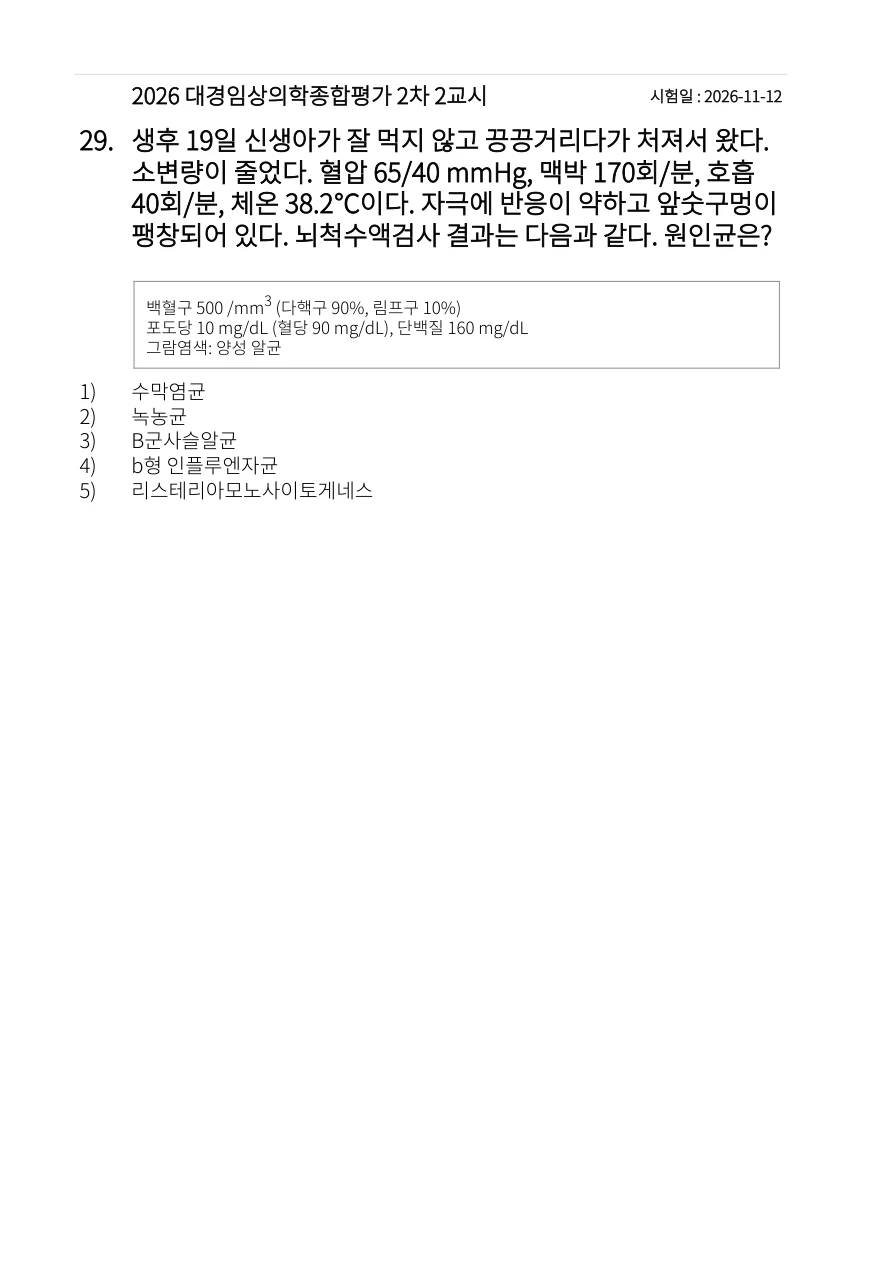 2026 대경임상의학종합평가 2차 2교시 시험일 : 2026-11-12
29. 생후 19일 신생아가 잘 먹지 않고 끙끙거리다가 처져서 왔다.
소변량이 줄었다. 혈압 65/40 mmHg, 맥박 170회/분, 호흡
40회/분, 체온 38.2℃이다. 자극에 반응이 약하고 앞숫구멍이
팽창되어 있다. 뇌척수액검사 결과는 다음과 같다. 원인균은?
백혈구 500 /mm³ (다핵구 90%, 림프구 10%)
포도당 10 mg/dL (혈당 90 mg/dL), 단백질 160 mg/dL
그람염색: 양성 알균
1) 수막염균
2) 녹농균
3) B군사슬알균
4) b형 인플루엔자균
5) 리스테리아모노사이토게네스